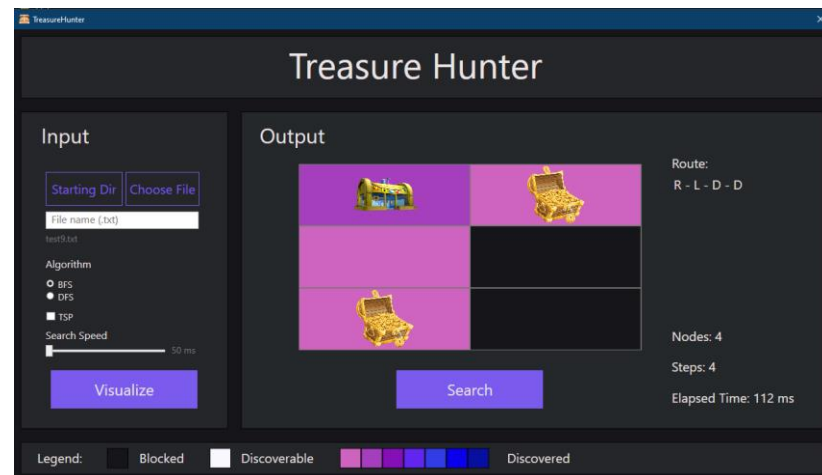 TreasureHunter
Treasure Hunter
Input
Starting Dir
Choose File
File name (.txt)
test9.txt
Algorithm
BFS
DFS
TSP
Search Speed
50 ms
Visualize
Output
Route:
R - L - D - D
Nodes: 4
Steps: 4
Elapsed Time: 112 ms
Search
Legend: Blocked Discoverable Discovered